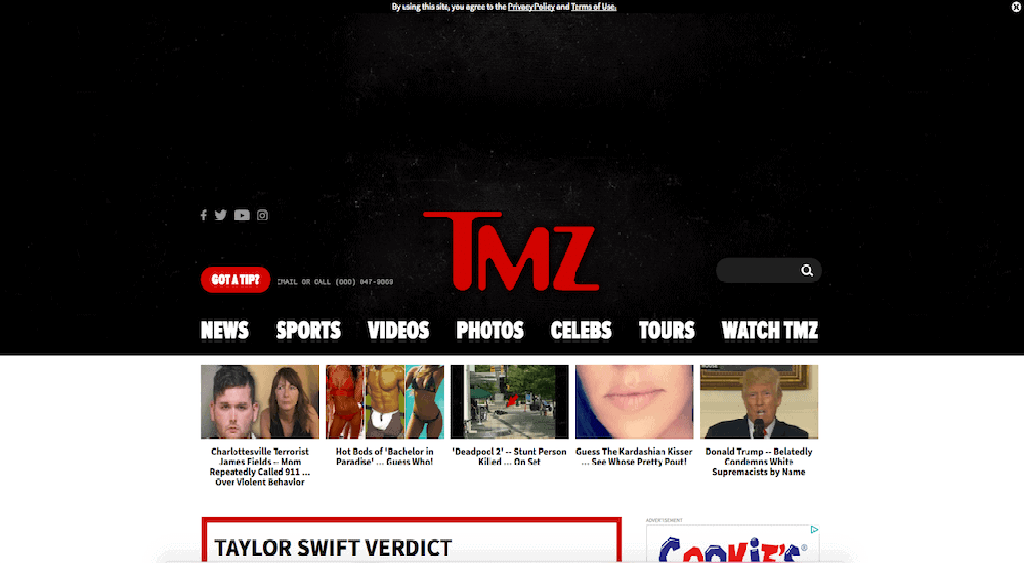 By using this site, you agree to the Privacy Policy and Terms of Use.
X
TMZ
GOT A TIP?
EMAIL OR CALL (000) 847-9869
NEWS SPORTS VIDEOS PHOTOS CELEBS TOURS WATCH TMZ
Charlottesville Terrorist
James Fields -- Mom
Repeatedly Called 911 ...
Over Violent Behavior
Hot Bods of 'Bachelor in
Paradise' ... Guess Who!
'Deadpool 2' -- Stunt Person
Killed ... On Set
Guess The Kardashian Kisser
... See Whose Pretty Pout!
Donald Trump -- Belatedly
Condemns White
Supremacists by Name
TAYLOR SWIFT VERDICT
ADVERTISEMENT
COOKIE'S®